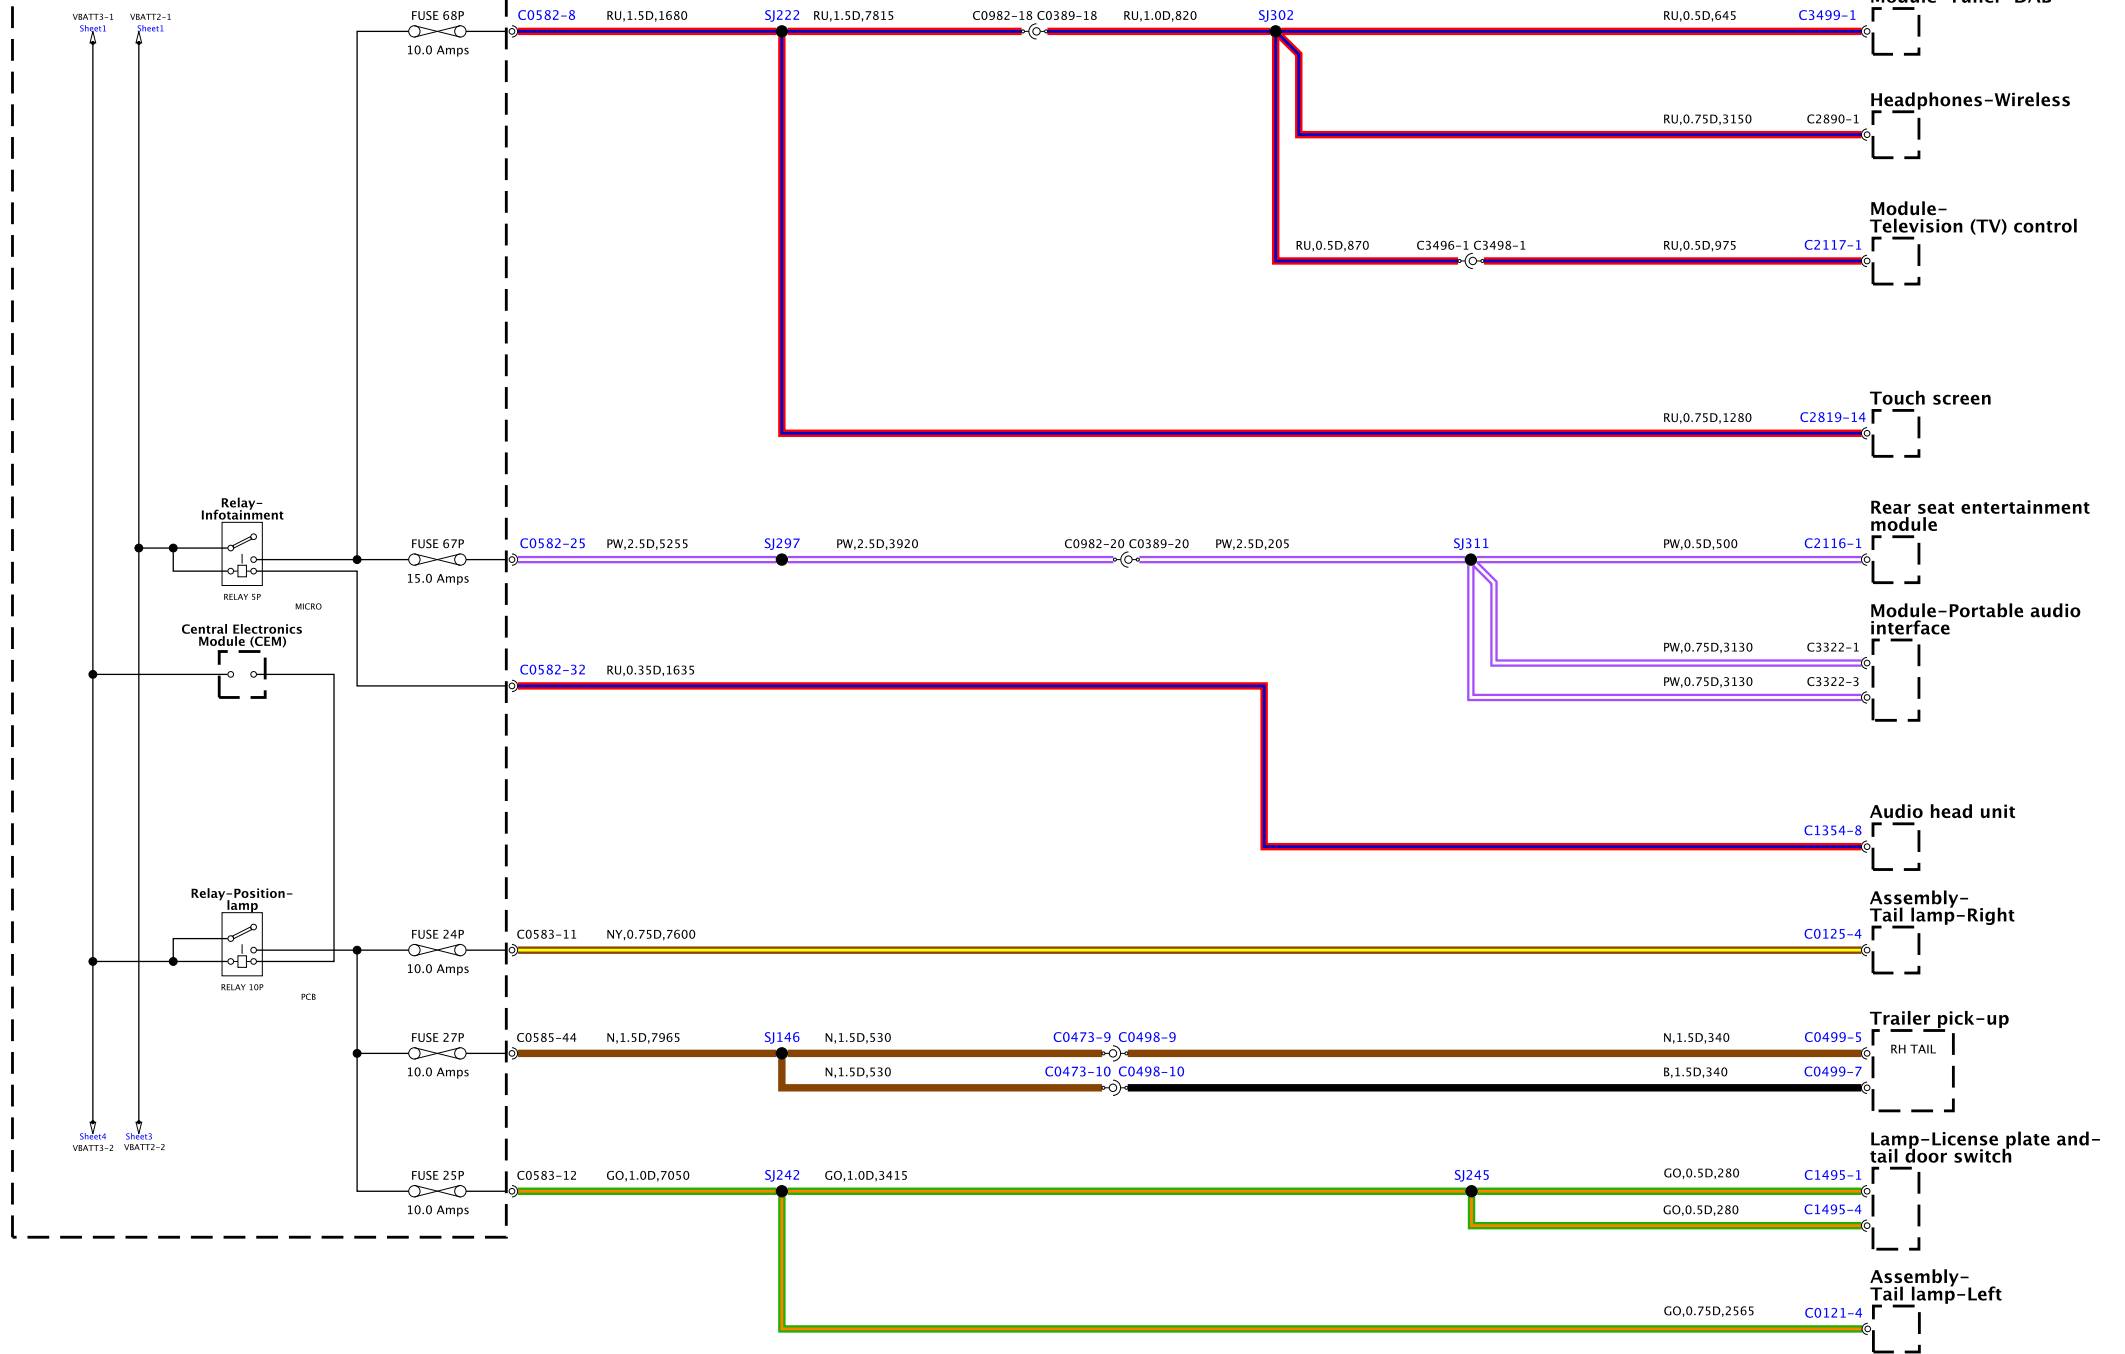 Module-Tuner-DAB
VBATT3-1 VBATT2-1
Sheet1 Sheet1
FUSE 68P
10.0 Amps
C0582-8 RU,1.5D,1680 SJ222 RU,1.5D,7815 C0982-18 C0389-18 RU,1.0D,820 SJ302 RU,0.5D,645 C3499-1
Headphones-Wireless
RU,0.75D,3150 C2890-1
Module-
Television (TV) control
RU,0.5D,870 C3496-1 C3498-1 RU,0.5D,975 C2117-1
Touch screen
RU,0.75D,1280 C2819-14
Relay-
Infotainment
RELAY 5P
MICRO
FUSE 67P
15.0 Amps
C0582-25 PW,2.5D,5255 SJ297 PW,2.5D,3920 C0982-20 C0389-20 PW,2.5D,205 SJ311 PW,0.5D,500 C2116-1
Rear seat entertainment
module
Module-Portable audio
interface
PW,0.75D,3130 C3322-1
PW,0.75D,3130 C3322-3
Central Electronics
Module (CEM)
C0582-32 RU,0.35D,1635
Audio head unit
C1354-8
Relay-Position-
lamp
RELAY 10P
PCB
Assembly-
Tail lamp-Right
FUSE 24P
10.0 Amps
C0583-11 NY,0.75D,7600 C0125-4
Trailer pick-up
RH TAIL
FUSE 27P
10.0 Amps
C0585-44 N,1.5D,7965 SJ146 N,1.5D,530 C0473-9 C0498-9 N,1.5D,340 C0499-5
N,1.5D,530 C0473-10 C0498-10 B,1.5D,340 C0499-7
Sheet4 Sheet3
VBATT3-2 VBATT2-2
Lamp-License plate and-
tail door switch
FUSE 25P
10.0 Amps
C0583-12 GO,1.0D,7050 SJ242 GO,1.0D,3415 SJ245 GO,0.5D,280 C1495-1
GO,0.5D,280 C1495-4
Assembly-
Tail lamp-Left
GO,0.75D,2565 C0121-4